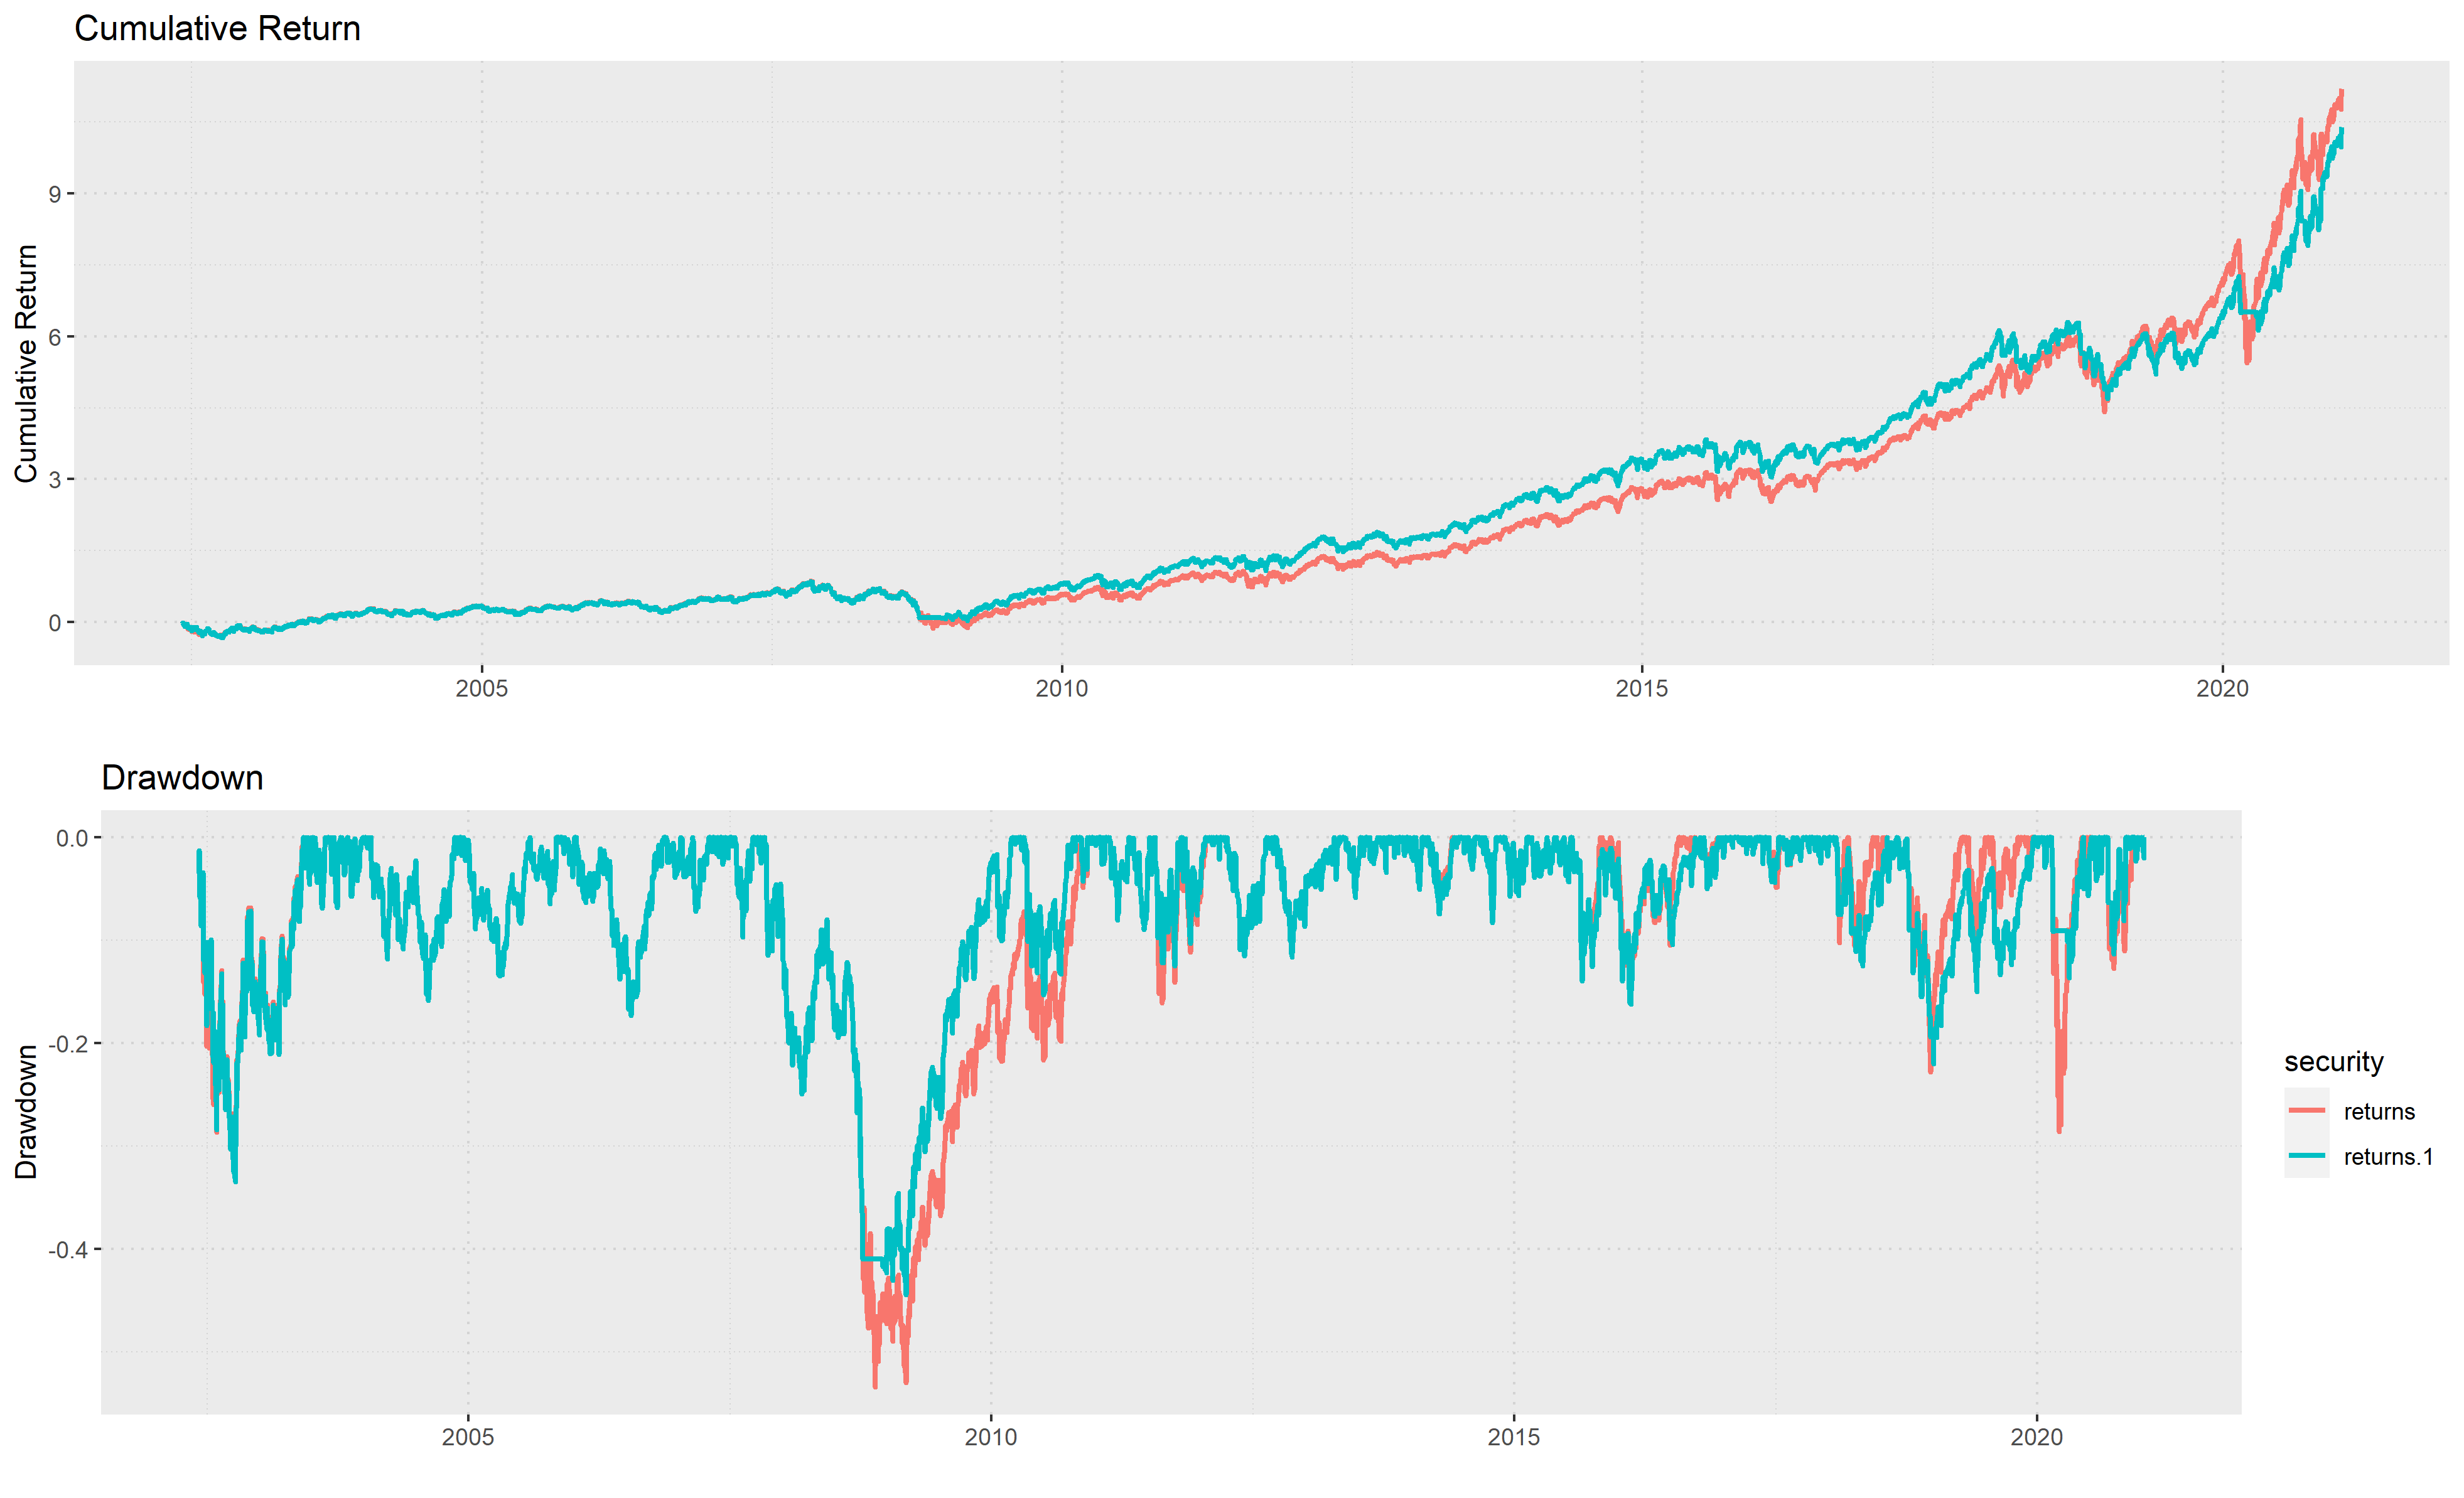 Cumulative Return
Cumulative Return
9
6
3
0
2005
2010
2015
2020
Drawdown
Drawdown
0.0
-0.2
-0.4
2005
2010
2015
2020
security
returns
returns.1